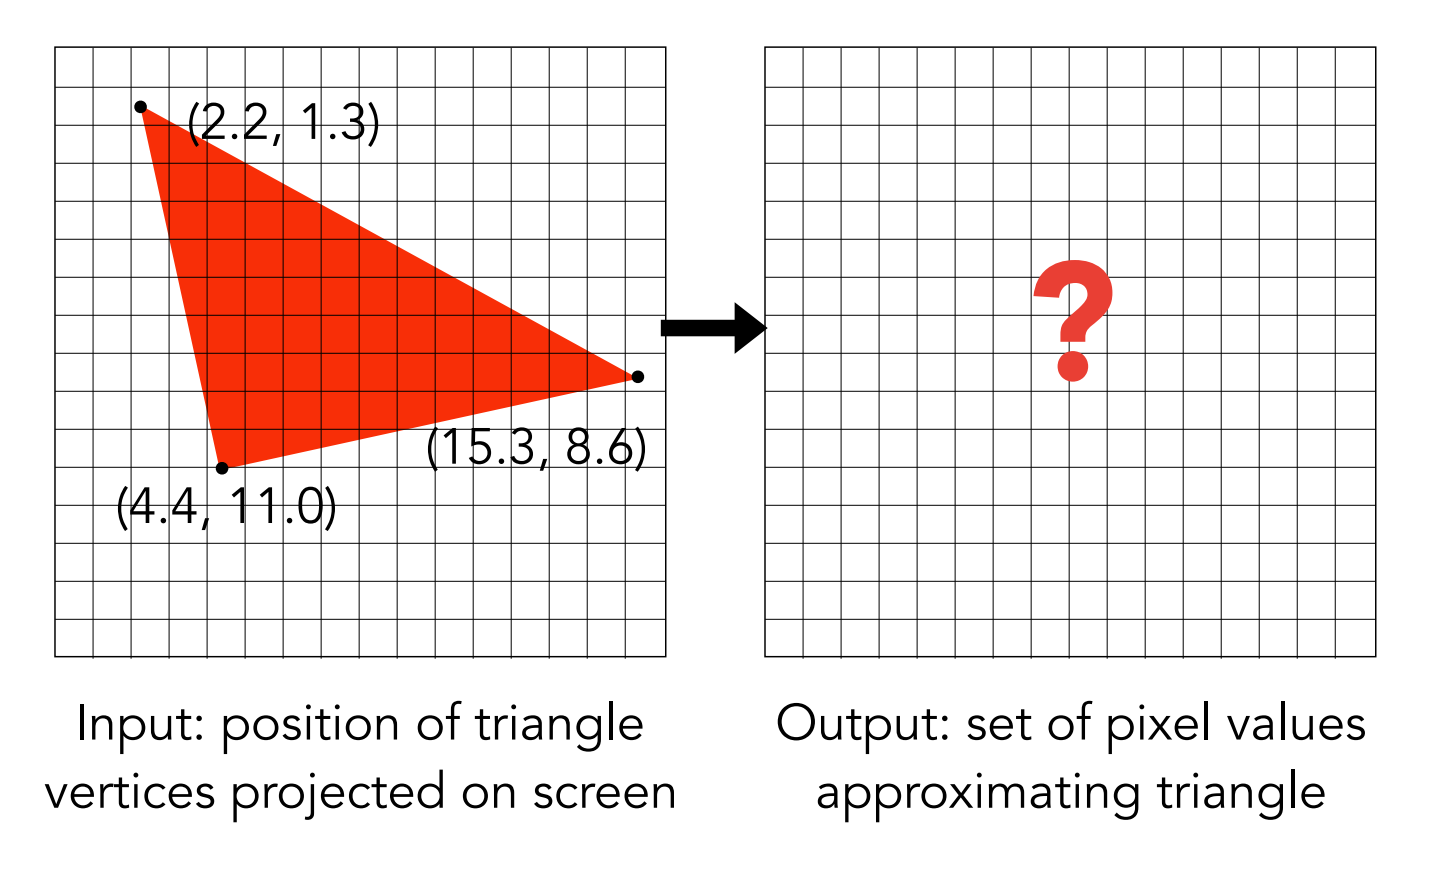 (2.2, 1.3)
?
(15.3, 8.6)
(4.4, 11.0)
Input: position of triangle
vertices projected on screen
Output: set of pixel values
approximating triangle